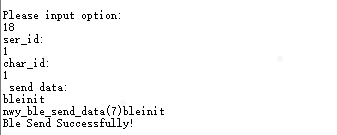 Please input option:
18
ser_id:
1
char_id:
1
send data:
bleinit
nwy_ble_send_data(7)bleinit
Ble Send Successfully!